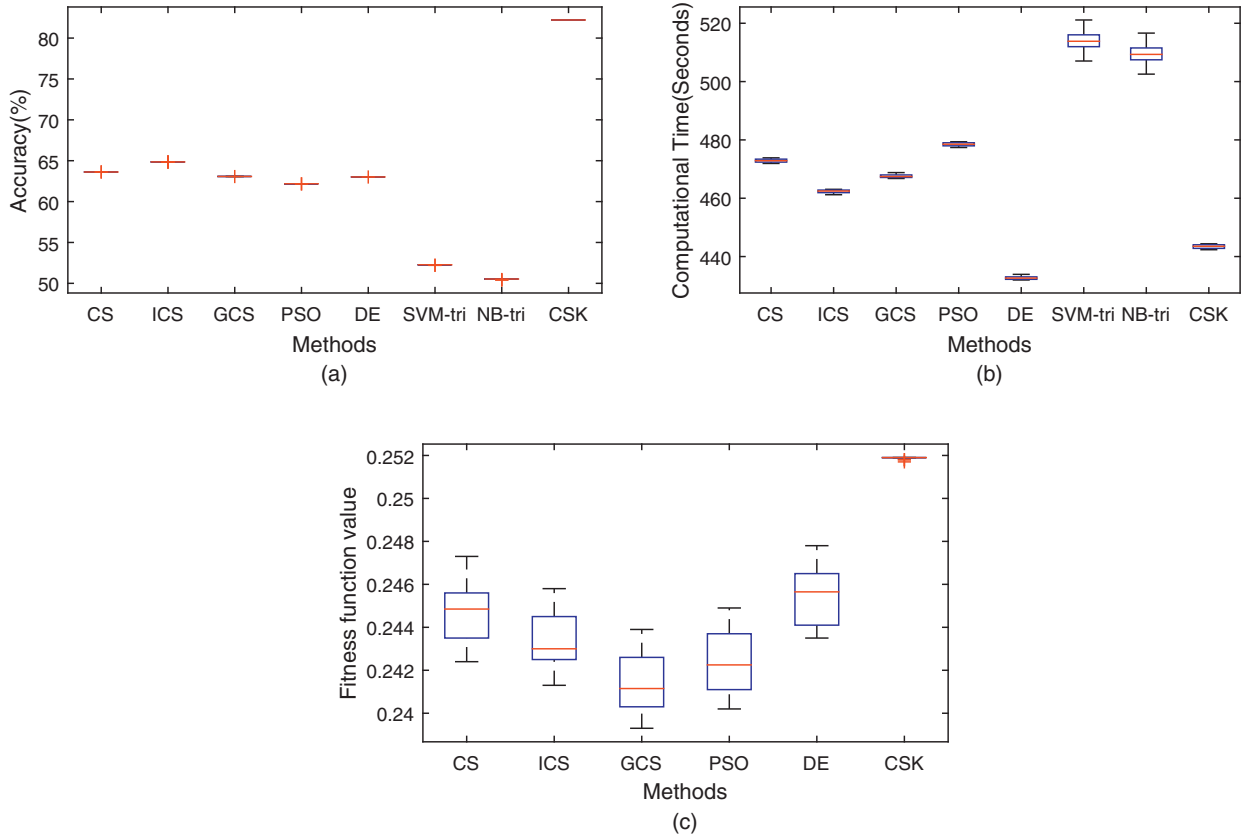 80
75
70
65
60
55
50
Accuracy(%)
CS ICS GCS PSO DE SVM-tri NB-tri CSK
Methods
(a)
520
500
480
460
440
Computational Time(Seconds)
CS ICS GCS PSO DE SVM-tri NB-tri CSK
Methods
(b)
0.252
0.25
0.248
0.246
0.244
0.242
0.24
Fitness function value
CS ICS GCS PSO DE CSK
Methods
(c)